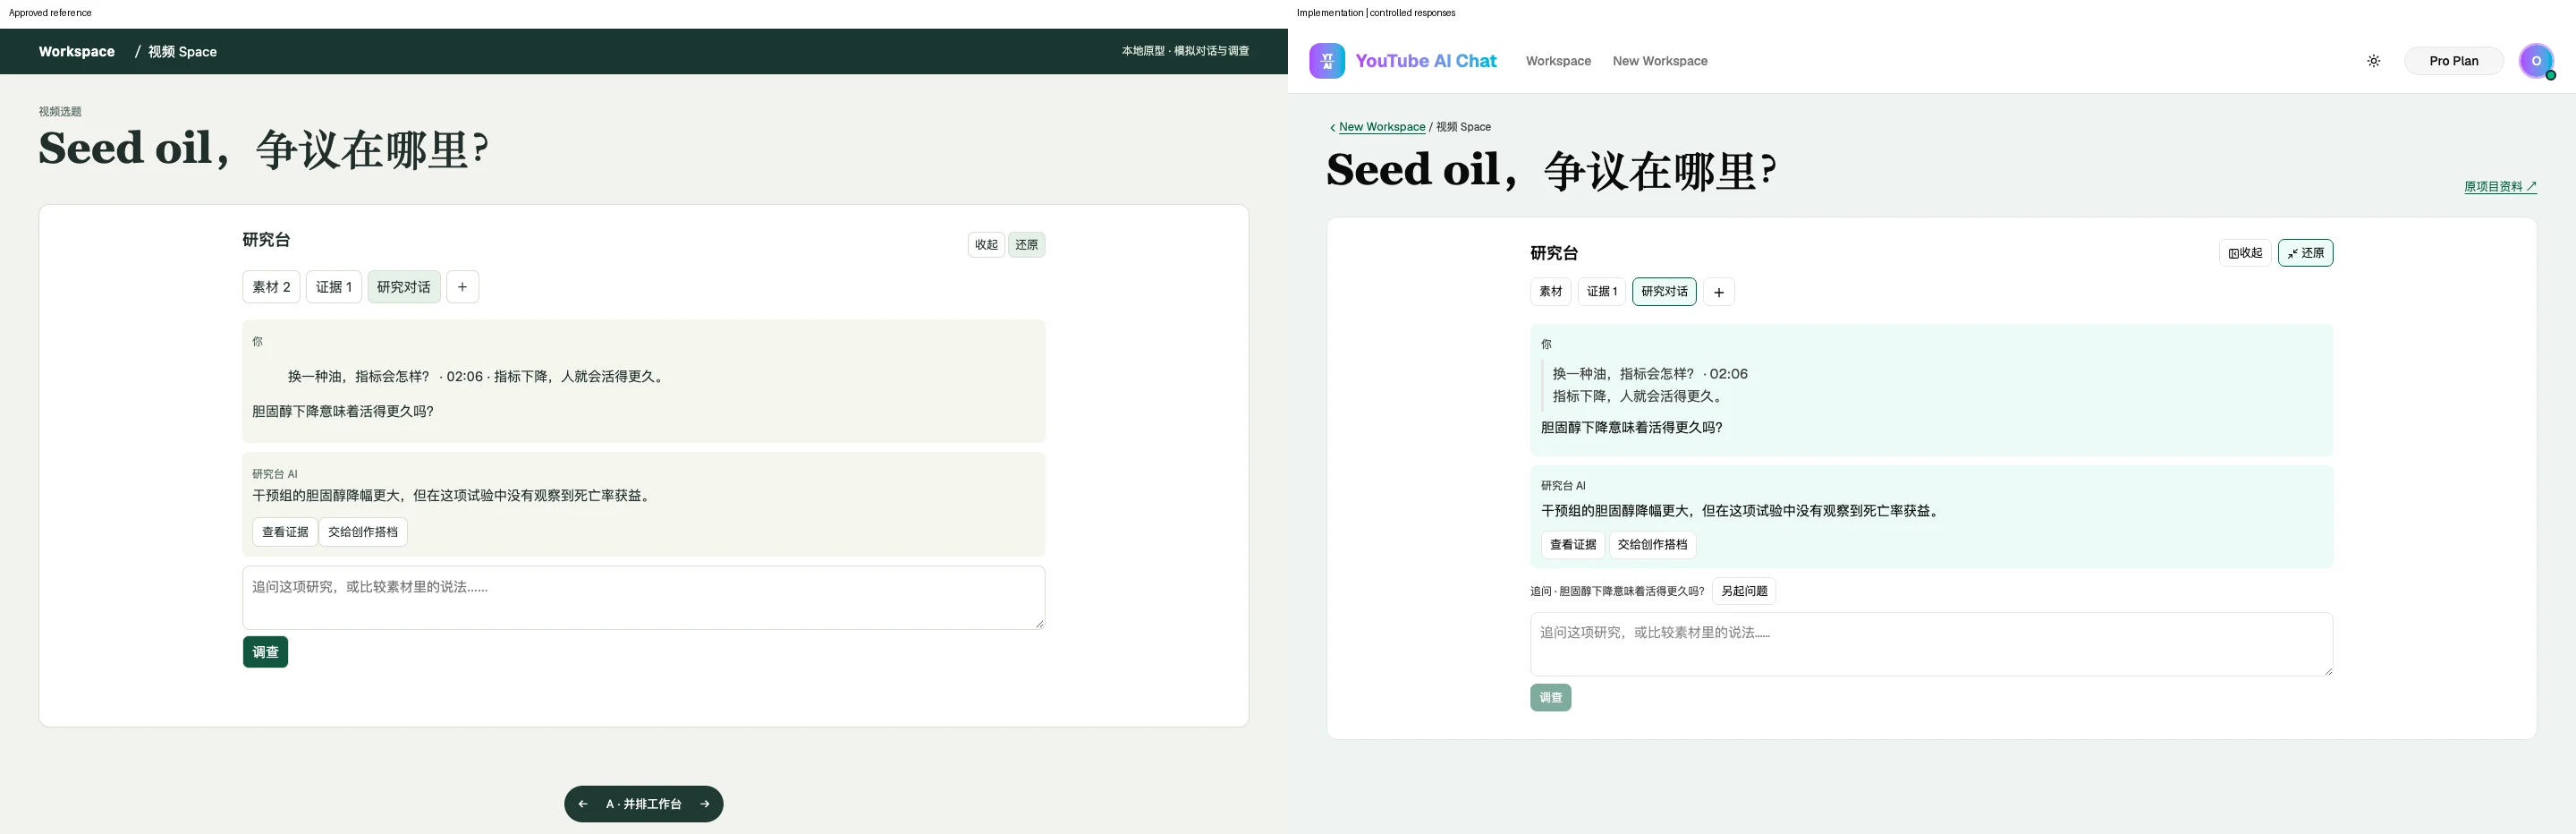 Approved reference
Workspace / 视频 Space
本地原型 · 模拟对话与调查
视频选题
Seed oil，争议在哪里？
研究台
收起 还原
素材 2 证据 1 研究对话 +
你
换一种油，指标会怎样？ · 02:06 · 指标下降，人就会活得更久。
胆固醇下降意味着活得更久吗?
研究台 AI
干预组的胆固醇降幅更大，但在这项试验中没有观察到死亡率获益。
查看证据 交给创作搭档
追问这项研究，或比较素材里的说法……
调查
← A · 并排工作台 →
Implementation | controlled responses
YT AI
YouTube AI Chat Workspace New Workspace
Pro Plan O
‹ New Workspace / 视频 Space
Seed oil，争议在哪里？
原项目资料 ↗
研究台
收起 还原
素材 证据 1 研究对话 +
你
换一种油，指标会怎样？ · 02:06
指标下降，人就会活得更久。
胆固醇下降意味着活得更久吗?
研究台 AI
干预组的胆固醇降幅更大，但在这项试验中没有观察到死亡率获益。
查看证据 交给创作搭档
追问 · 胆固醇下降意味着活得更久吗? 另起问题
追问这项研究，或比较素材里的说法……
调查